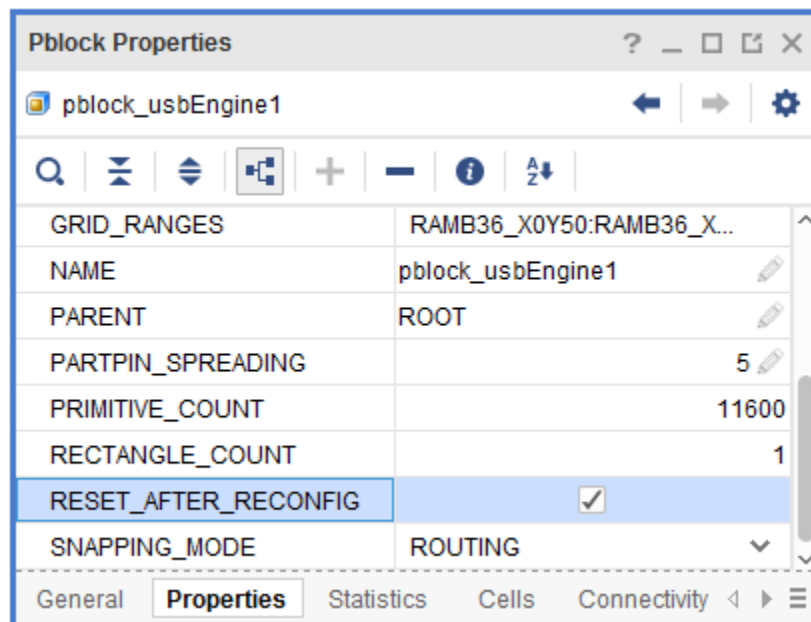 Pblock Properties
pblock_usbEngine1
GRID_RANGES RAMB36_X0Y50:RAMB36_X...
NAME pblock_usbEngine1
PARENT ROOT
PARTPIN_SPREADING 5
PRIMITIVE_COUNT 11600
RECTANGLE_COUNT 1
RESET_AFTER_RECONFIG
SNAPPING_MODE ROUTING
General Properties Statistics Cells Connectivity